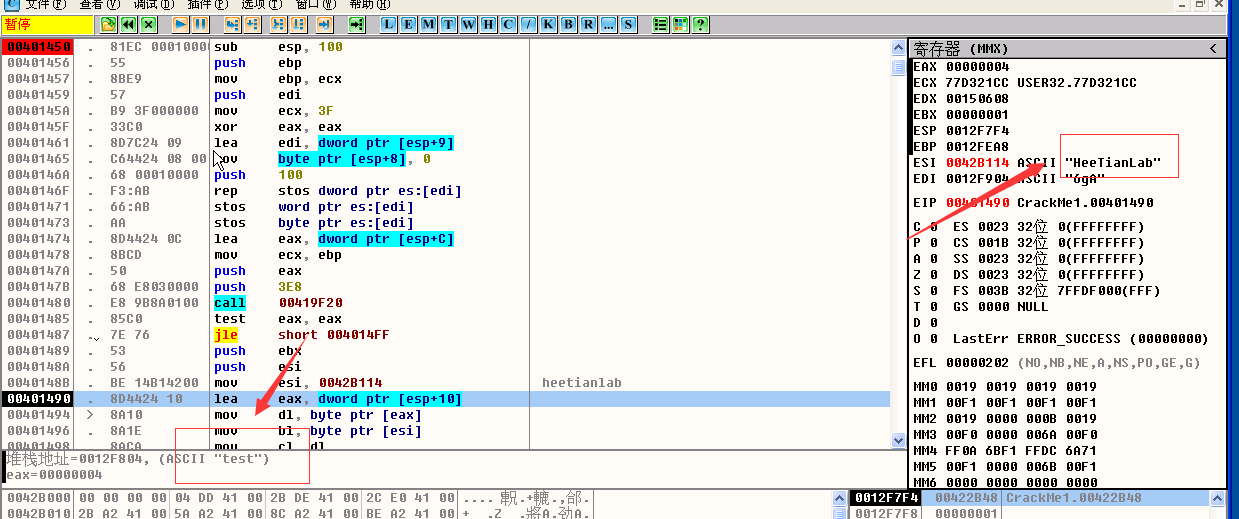 文件(F) 查看(V) 调试(D) 插件(P) 选项(T) 窗口(W) 帮助(H)
暂停 L E M T W H C / K B R ... S ?
00401450 . 81EC 00010000 sub esp, 100
00401456 . 55 push ebp
00401457 . 8BE9 mov ebp, ecx
00401459 . 57 push edi
0040145A . B9 3F000000 mov ecx, 3F
0040145F . 33C0 xor eax, eax
00401461 . 8D7C24 09 lea edi, dword ptr [esp+9]
00401465 . C64424 08 00 mov byte ptr [esp+8], 0
0040146A . 68 00010000 push 100
0040146F . F3:AB rep stos dword ptr es:[edi]
00401471 . 66:AB stos word ptr es:[edi]
00401473 . AA stos byte ptr es:[edi]
00401474 . 8D4424 0C lea eax, dword ptr [esp+C]
00401478 . 8BCD mov ecx, ebp
0040147A . 50 push eax
0040147B . 68 E8030000 push 3E8
00401480 . E8 9B8A0100 call 00419F20
00401485 . 85C0 test eax, eax
00401487 . 7E 76 jle short 004014FF
00401489 . 53 push ebx
0040148A . 56 push esi
0040148B . BE 14B14200 mov esi, 0042B114 heetianlab
00401490 . 8D4424 10 lea eax, dword ptr [esp+10]
00401494 > 8A10 mov dl, byte ptr [eax]
00401496 . 8A1E mov bl, byte ptr [esi]
00401498 . 8ACA mov cl, dl
堆栈地址=0012F804, (ASCII "test")
eax=00000004
寄存器 (MMX) <
EAX 00000004
ECX 77D321CC USER32.77D321CC
EDX 00150608
EBX 00000001
ESP 0012F7F4
EBP 0012FEA8
ESI 0042B114 ASCII "HeeTianLab"
EDI 0012F904 ASCII "6gA"
EIP 00401490 CrackMe1.00401490
C 0 ES 0023 32位 0(FFFFFFFF)
P 0 CS 001B 32位 0(FFFFFFFF)
A 0 SS 0023 32位 0(FFFFFFFF)
Z 0 DS 0023 32位 0(FFFFFFFF)
S 0 FS 003B 32位 7FFDF000(FFF)
T 0 GS 0000 NULL
D 0
O 0 LastErr ERROR_SUCCESS (00000000)
EFL 00000202 (NO,NB,NE,A,NS,PO,GE,G)
MM0 0019 0019 0019 0019
MM1 00F1 00F1 00F1 00F1
MM2 0019 0000 000B 0019
MM3 00F0 0000 006A 00F0
MM4 FF0A 6BF1 FFDC 6A71
MM5 00F1 0000 006B 00F1
MM6 0000 0000 0000 0000
0042B000 00 00 00 00 04 DD 41 00 2B DE 41 00 2C E0 41 00
0042B010 2B A2 41 00 5A A2 41 00 8C A2 41 00 BE A2 41 00
0012F7F4 00422B48 CrackMe1.00422B48
0012F7F8 00000001